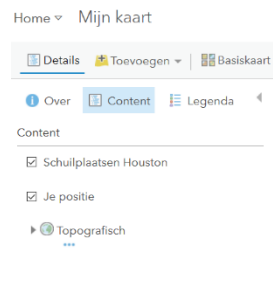 Home Mijn kaart
Details Toevoegen Basiskaart
Over Content Legenda
Content
Schuilplaatsen Houston
Je positie
Topografisch